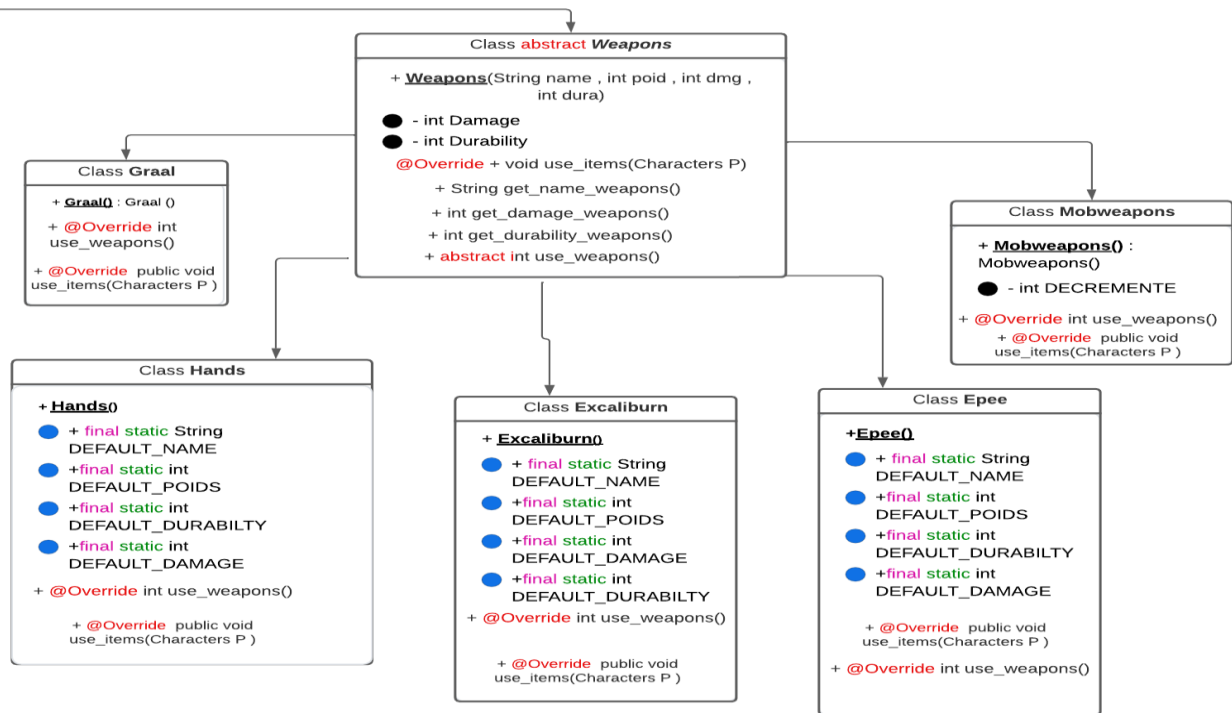 Class abstract Weapons
+ Weapons(String name , int poid , int dmg ,
int dura)
- int Damage
- int Durability
@Override + void use_items(Characters P)
+ String get_name_weapons()
+ int get_damage_weapons()
+ int get_durability_weapons()
+ abstract int use_weapons()
Class Graal
+ Graal() : Graal ()
+ @Override int
use_weapons()
+ @Override public void
use_items(Characters P )
Class Mobweapons
+ Mobweapons() :
Mobweapons()
- int DECREMENTE
+ @Override int use_weapons()
+ @Override public void
use_items(Characters P )
Class Hands
+ Hands()
+ final static String
DEFAULT_NAME
+final static int
DEFAULT_POIDS
+final static int
DEFAULT_DURABILTY
+final static int
DEFAULT_DAMAGE
+ @Override int use_weapons()
+ @Override public void
use_items(Characters P )
Class Excaliburn
+ Excaliburn()
+ final static String
DEFAULT_NAME
+final static int
DEFAULT_POIDS
+final static int
DEFAULT_DAMAGE
+final static int
DEFAULT_DURABILTY
+ @Override int use_weapons()
+ @Override public void
use_items(Characters P )
Class Epee
+Epee()
+ final static String
DEFAULT_NAME
+final static int
DEFAULT_POIDS
+final static int
DEFAULT_DURABILTY
+final static int
DEFAULT_DAMAGE
+ @Override public void
use_items(Characters P )
+ @Override int use_weapons()